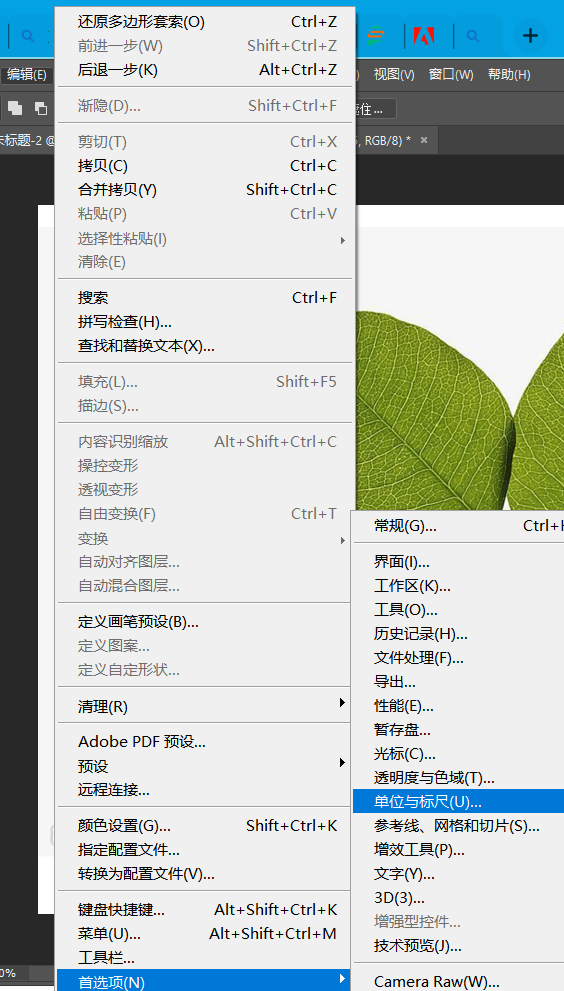 编辑(E)
视图(V) 窗口(W) 帮助(H)
住...
未标题-2 @
, RGB/8) * ×
还原多边形套索(O) Ctrl+Z
前进一步(W) Shift+Ctrl+Z
后退一步(K) Alt+Ctrl+Z
渐隐(D)... Shift+Ctrl+F
剪切(T) Ctrl+X
拷贝(C) Ctrl+C
合并拷贝(Y) Shift+Ctrl+C
粘贴(P) Ctrl+V
选择性粘贴(I)
清除(E)
搜索 Ctrl+F
拼写检查(H)...
查找和替换文本(X)...
填充(L)... Shift+F5
描边(S)...
内容识别缩放 Alt+Shift+Ctrl+C
操控变形
透视变形
自由变换(F) Ctrl+T
变换
自动对齐图层...
自动混合图层...
定义画笔预设(B)...
定义图案...
定义自定形状...
清理(R)
Adobe PDF 预设...
预设
远程连接...
颜色设置(G)... Shift+Ctrl+K
指定配置文件...
转换为配置文件(V)...
键盘快捷键... Alt+Shift+Ctrl+K
菜单(U)... Alt+Shift+Ctrl+M
工具栏...
首选项(N)
常规(G)... Ctrl+K
界面(I)...
工作区(K)...
工具(O)...
历史记录(H)...
文件处理(F)...
导出...
性能(E)...
暂存盘...
光标(C)...
透明度与色域(T)...
单位与标尺(U)...
参考线、网格和切片(S)...
增效工具(P)...
文字(Y)...
3D(3)...
增强型控件...
技术预览(J)...
Camera Raw(W)...
0%